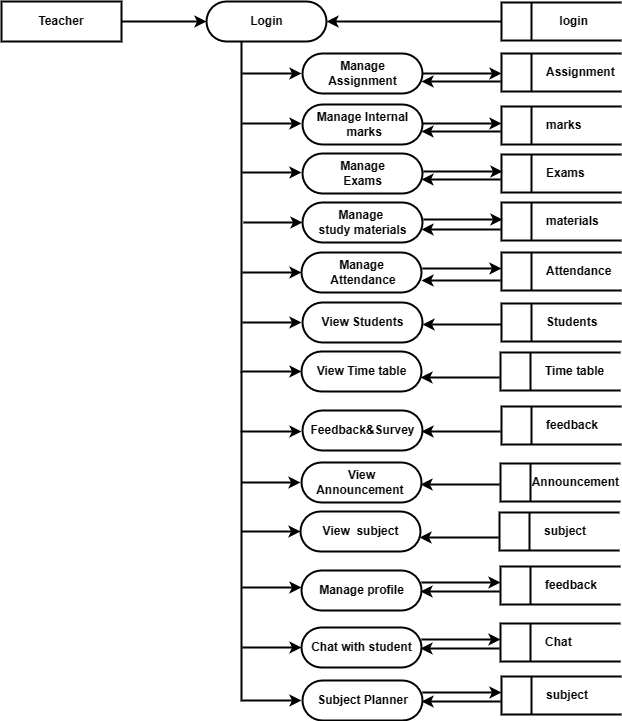 Teacher
Login
login
Manage
Assignment
Assignment
Manage Internal
marks
marks
Manage
Exams
Exams
Manage
study materials
materials
Manage
Attendance
Attendance
View Students
Students
View Time table
Time table
Feedback&Survey
feedback
View
Announcement
Announcement
View subject
subject
Manage profile
feedback
Chat with student
Chat
Subject Planner
subject